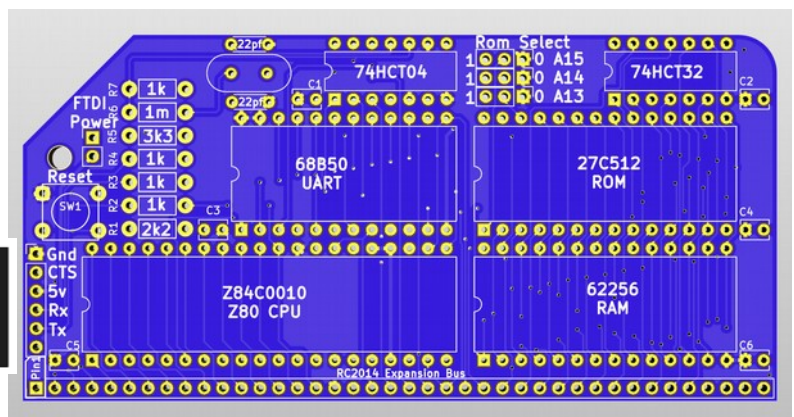 22pf
Rom Select
74HCT04
1 0 A15
1 0 A14
1 0 A13
74HCT32
C1
C2
22pf
R7 1k
R6 1m
R5 3k3
R4 1k
R3 1k
R2 1k
R1 2k2
FTDI
Power
Reset
SW1
68B50
UART
27C512
ROM
C3
C4
Gnd
CTS
5v
Rx
Tx
Z84C0010
Z80 CPU
62256
RAM
C5
C6
Pin1
RC2014 Expansion Bus